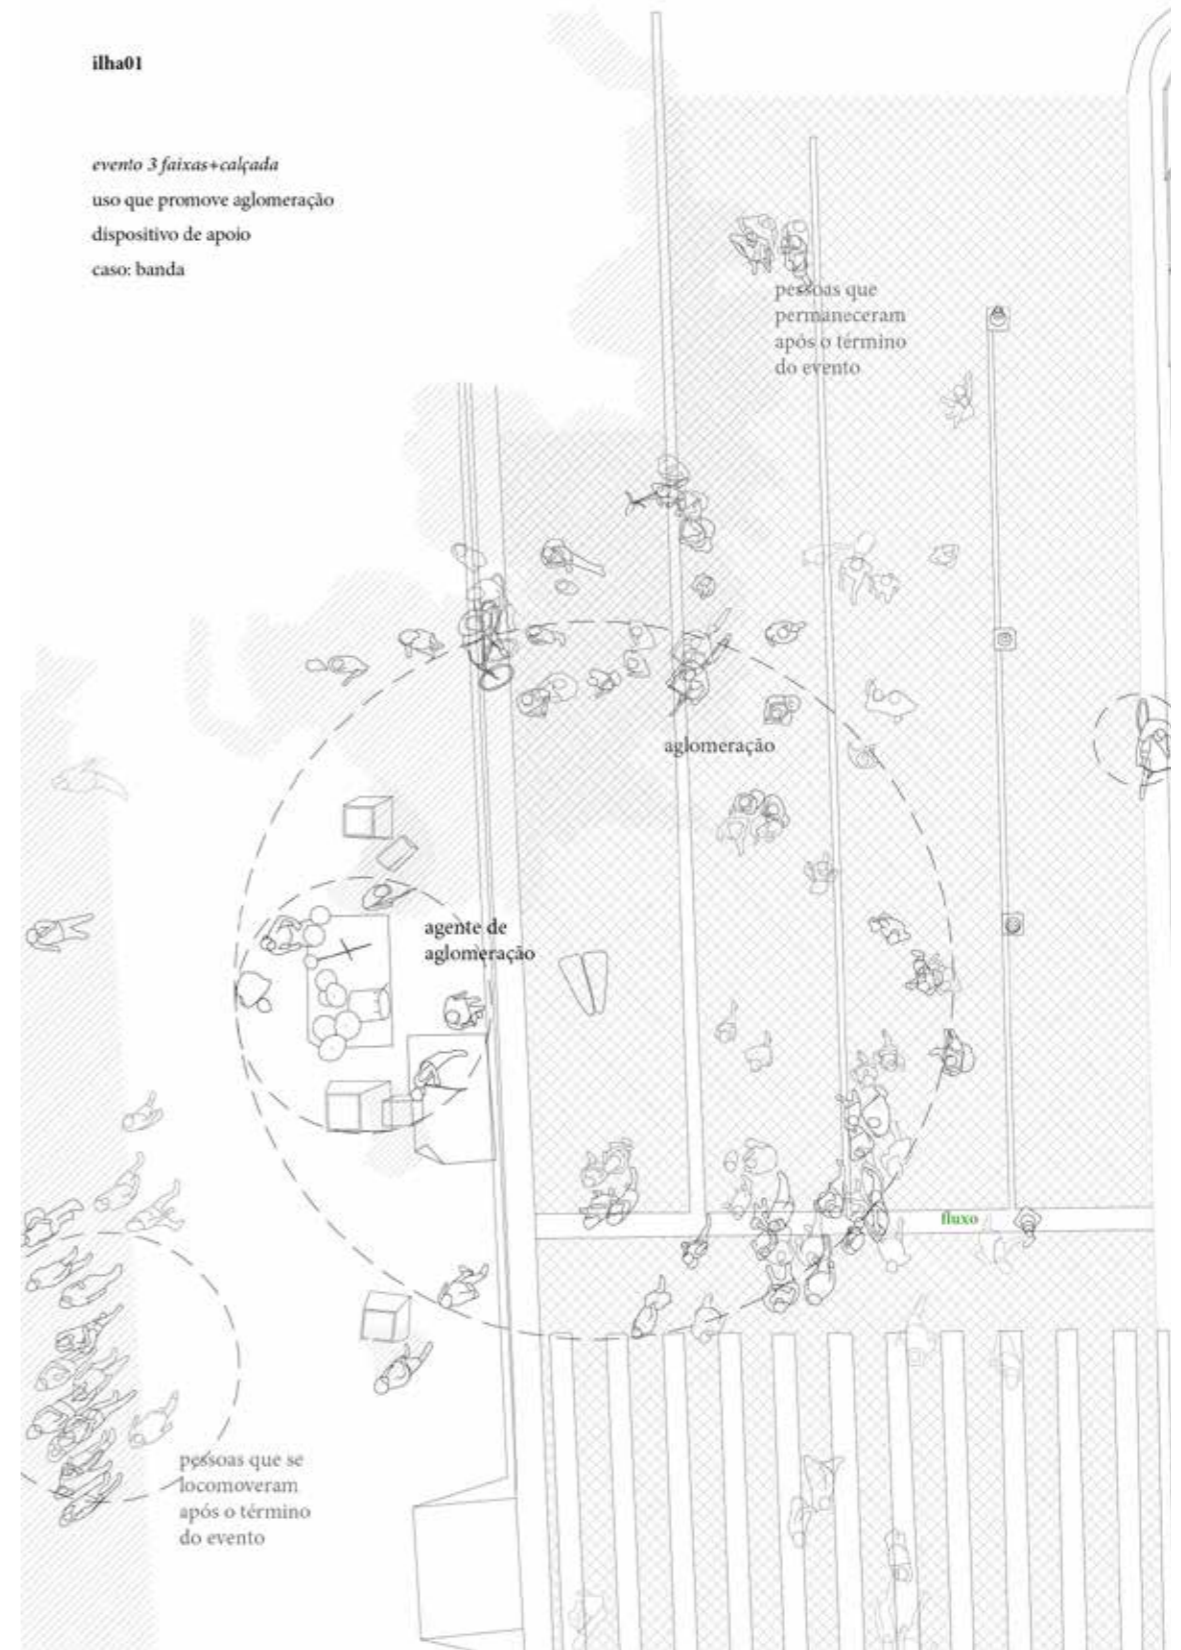 ilha01
evento 3 faixas+calçada
uso que promove aglomeração
dispositivo de apoio
caso: banda
pessoas que
permaneceram
após o término
do evento
aglomeração
agente de
aglomeração
fluxo
pessoas que se
locomoveram
após o término
do evento